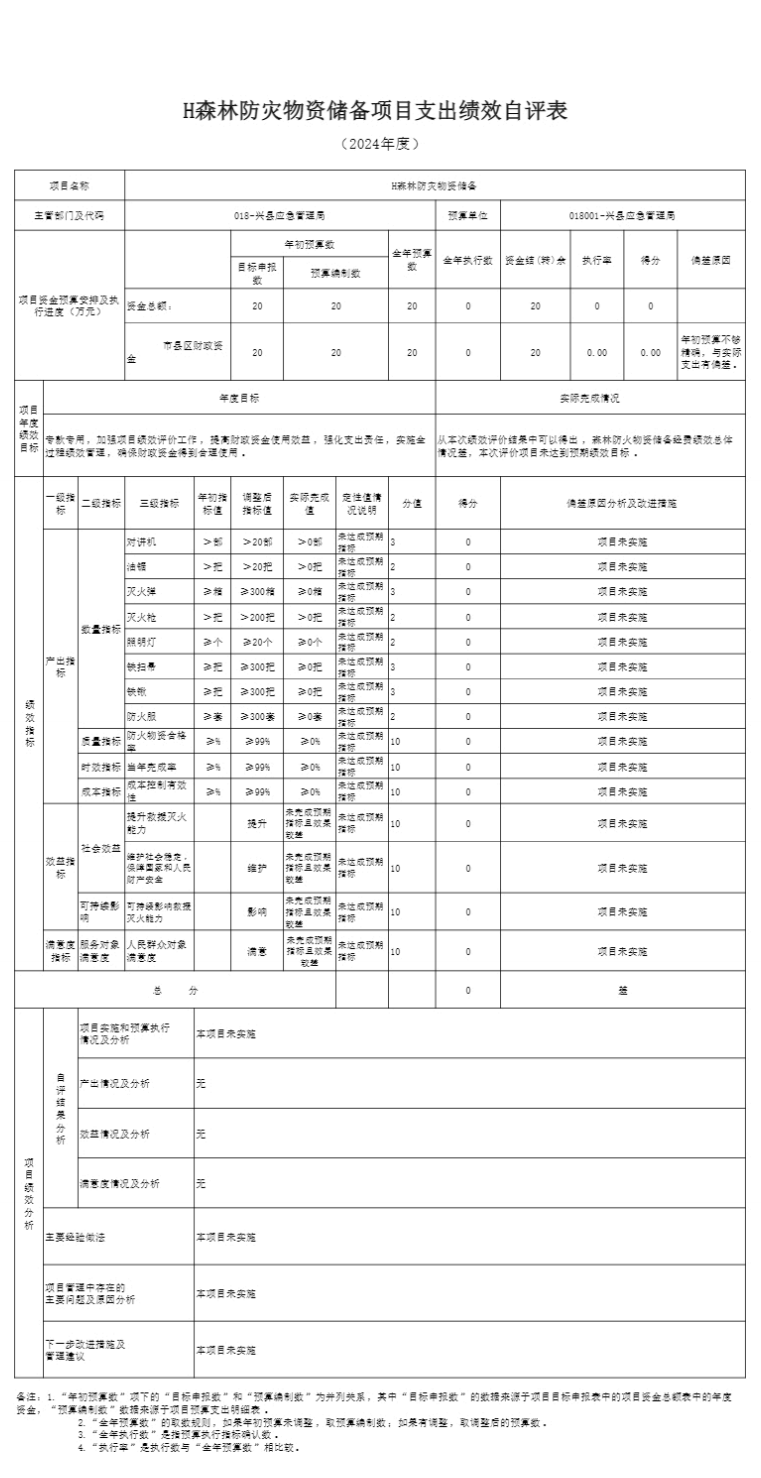 H森林防灾物资储备项目支出绩效自评表
（2024年度）
项目名称 H森林防灾物资储备
主管部门及代码 018-兴县应急管理局 预算单位 018001-兴县应急管理局
项目资金预算安排及执行进度（万元） 年初预算数 全年预算数 全年执行数 资金结(转)余 执行率 得分 偏差原因
目标申报数 预算编制数
资金总额： 20 20 20 0 20 0 0
市县区财政资金 20 20 20 0 20 0.00 0.00 年初预算不够精确，与实际支出有偏差。
项目年度绩效目标 年度目标 实际完成情况
专款专用，加强项目绩效评价工作，提高财政资金使用效益，强化支出责任，实施全过程绩效管理，确保财政资金得到合理使用。 从本次绩效评价结果中可以得出，森林防火物资储备经费绩效总体情况差，本次评价项目未达到预期绩效目标。
绩效指标 一级指标 二级指标 三级指标 年初指标值 调整后指标值 实际完成值 定性值情况说明 分值 得分 偏差原因分析及改进措施
产出指标 数量指标 对讲机 ＞部 ＞20部 ＞0部 未达成预期指标 3 0 项目未实施
油锯 ＞把 ＞20把 ＞0把 未达成预期指标 2 0 项目未实施
灭火弹 ≥箱 ≥300箱 ≥0箱 未达成预期指标 3 0 项目未实施
灭火枪 ＞把 ＞200把 ＞0把 未达成预期指标 2 0 项目未实施
照明灯 ≥个 ≥20个 ≥0个 未达成预期指标 2 0 项目未实施
铁扫帚 ≥把 ≥300把 ≥0把 未达成预期指标 3 0 项目未实施
铁锹 ≥把 ≥300把 ≥0把 未达成预期指标 3 0 项目未实施
防火服 ≥套 ≥300套 ≥0套 未达成预期指标 2 0 项目未实施
质量指标 防火物资合格率 ≥% ≥99% ≥0% 未达成预期指标 10 0 项目未实施
时效指标 当年完成率 ≥% ≥99% ≥0% 未达成预期指标 10 0 项目未实施
成本指标 成本控制有效性 ≥% ≥99% ≥0% 未达成预期指标 10 0 项目未实施
效益指标 社会效益 提升救援灭火能力 提升 未完成预期指标且效果较差 未达成预期指标 10 0 项目未实施
维护社会稳定，保障国家和人民财产安全 维护 未完成预期指标且效果较差 未达成预期指标 10 0 项目未实施
可持续影响 可持续影响救援灭火能力 影响 未完成预期指标且效果较差 未达成预期指标 10 0 项目未实施
满意度指标 服务对象满意度 人民群众对象满意度 满意 未完成预期指标且效果较差 未达成预期指标 10 0 项目未实施
总 分 0 差
项目绩效分析 自评结果分析 项目实施和预算执行情况及分析 本项目未实施
产出情况及分析 无
效益情况及分析 无
满意度情况及分析 无
主要经验做法 本项目未实施
项目管理中存在的主要问题及原因分析 本项目未实施
下一步改进措施及管理建议 本项目未实施
备注：1.“年初预算数”项下的“目标申报数”和“预算编制数”为并列关系，其中“目标申报数”的数据来源于项目目标申报表中的项目资金总额表中的年度
资金，“预算编制数”数据来源于项目预算支出明细表。
2.“全年预算数”的取数规则，如果年初预算未调整，取预算编制数；如果有调整，取调整后的预算数。
3.“全年执行数”是指预算执行指标确认数。
4.“执行率”是执行数与“全年预算数”相比较。